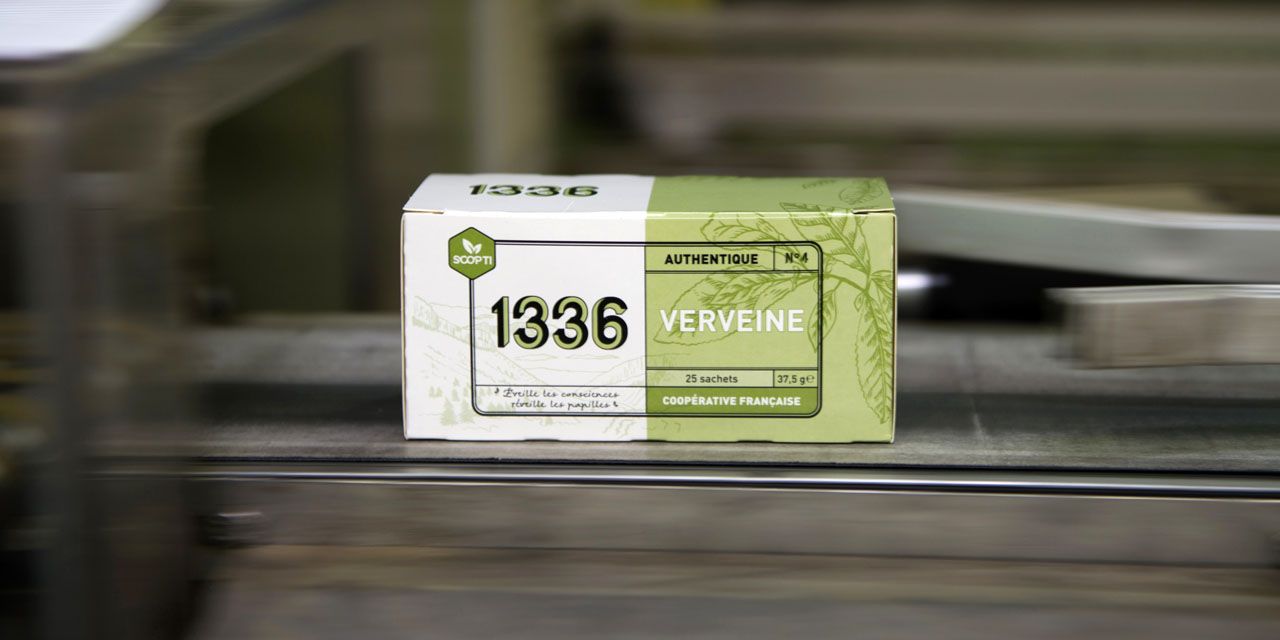 1336
SCOPTI
AUTHENTIQUE N°4
1336
VERVEINE
25 sachets 37,5 g℮
Éveille les consciences
réveille les papilles
COOPÉRATIVE FRANÇAISE